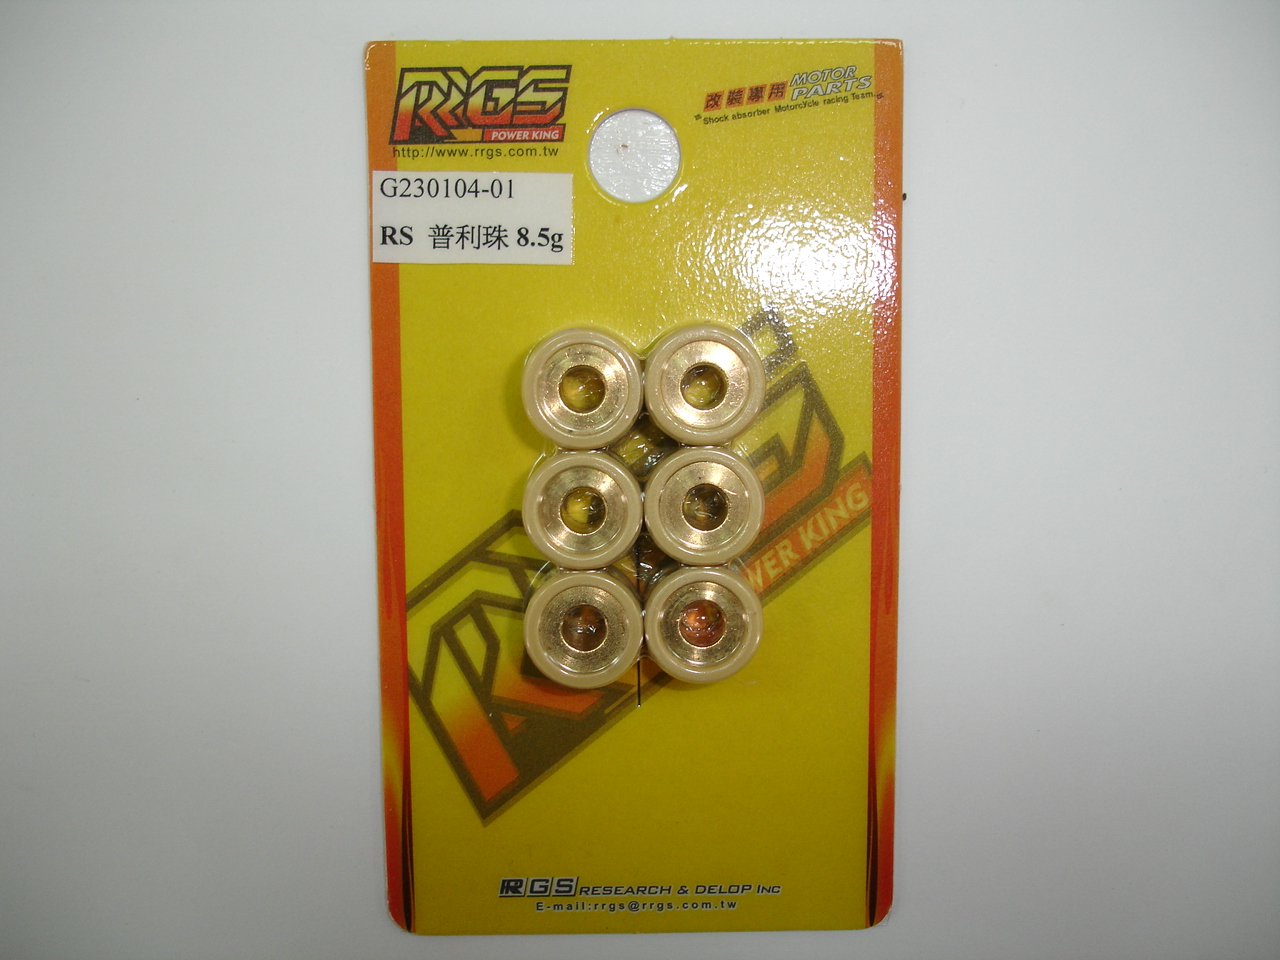 RRGS
POWER KING
http://www.rrgs.com.tw
改裝專用 MOTOR PARTS
Shock absorber Motorcycle racing Team
G230104-01
RS 普利珠 8.5g
POWER KING
RRGS RESEARCH & DELOP INC
E-mail:rrgs@rrgs.com.tw